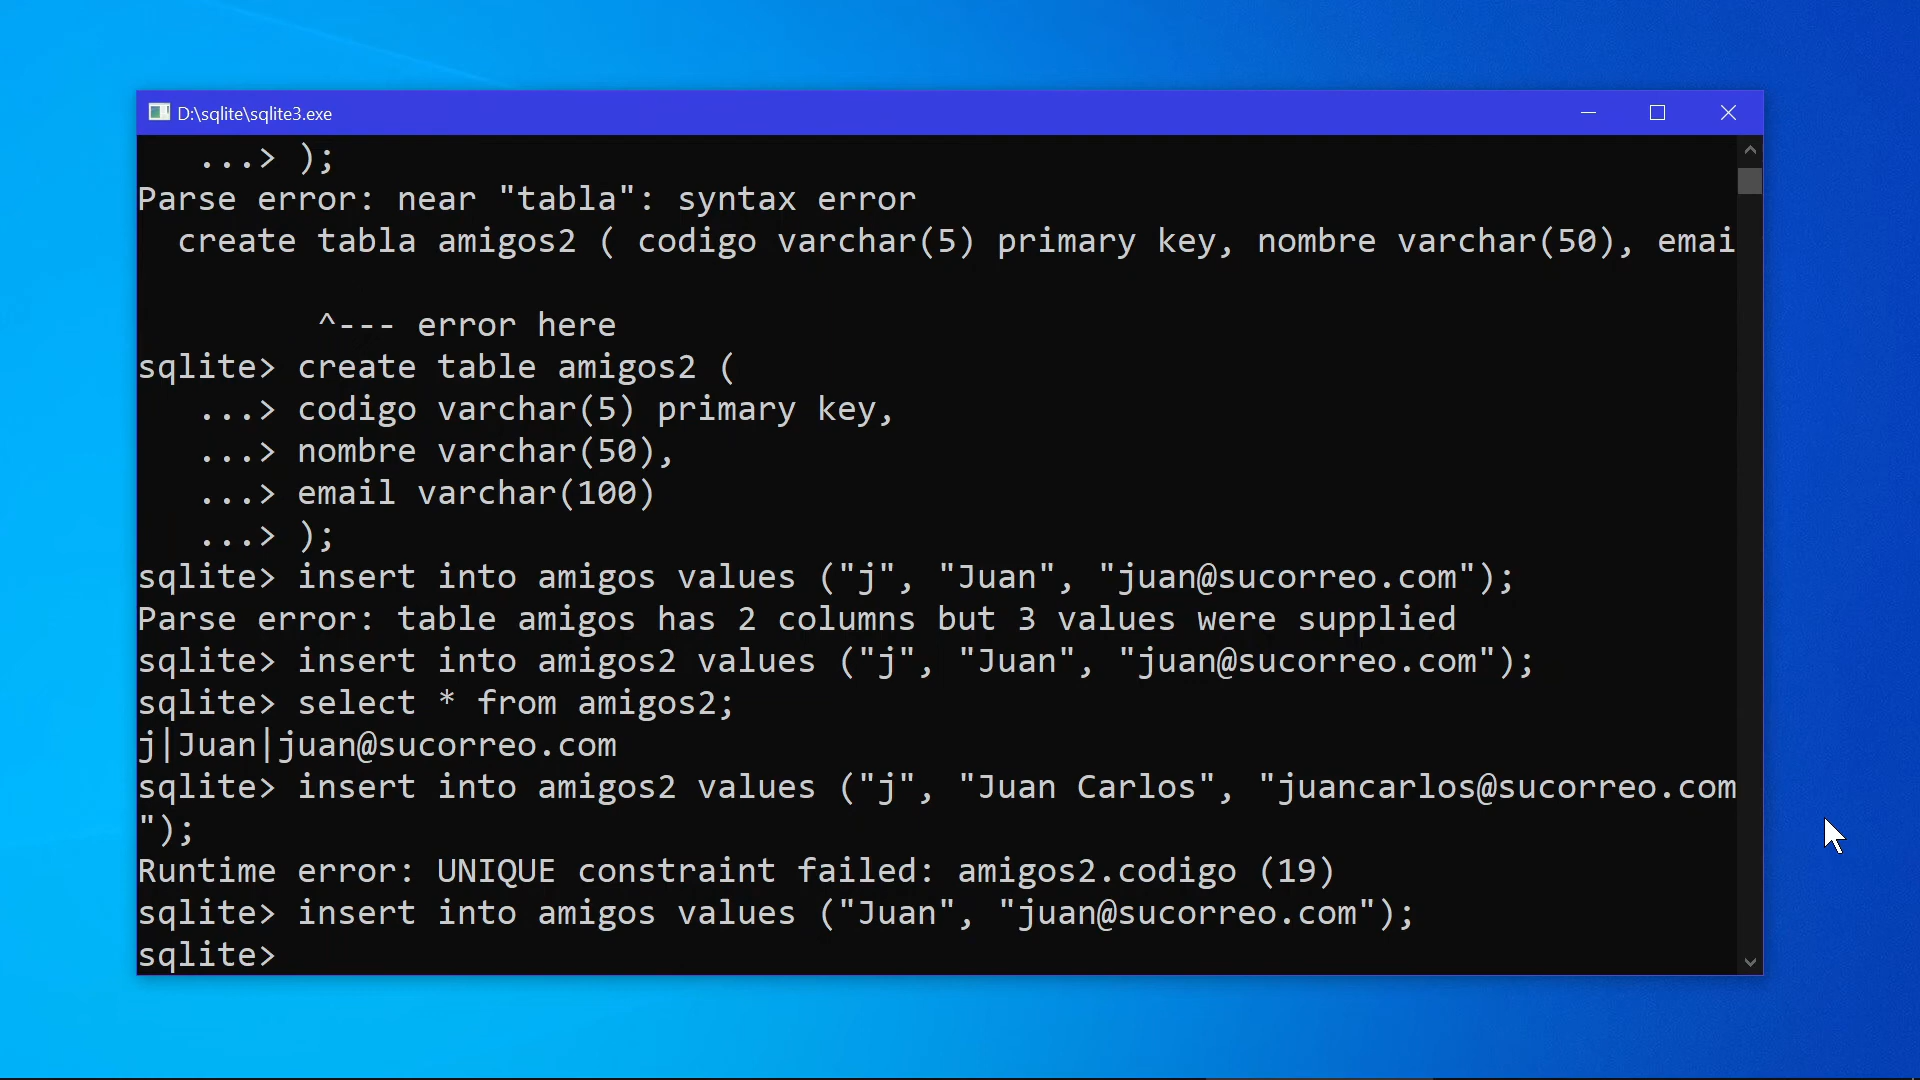 D:\sqlite\sqlite3.exe
...> );
Parse error: near "tabla": syntax error
create tabla amigos2 ( codigo varchar(5) primary key, nombre varchar(50), emai
^--- error here
sqlite> create table amigos2 (
...> codigo varchar(5) primary key,
...> nombre varchar(50),
...> email varchar(100)
...> );
sqlite> insert into amigos values ("j", "Juan", "juan@sucorreo.com");
Parse error: table amigos has 2 columns but 3 values were supplied
sqlite> insert into amigos2 values ("j", "Juan", "juan@sucorreo.com");
sqlite> select * from amigos2;
j|Juan|juan@sucorreo.com
sqlite> insert into amigos2 values ("j", "Juan Carlos", "juancarlos@sucorreo.com
");
Runtime error: UNIQUE constraint failed: amigos2.codigo (19)
sqlite> insert into amigos values ("Juan", "juan@sucorreo.com");
sqlite>